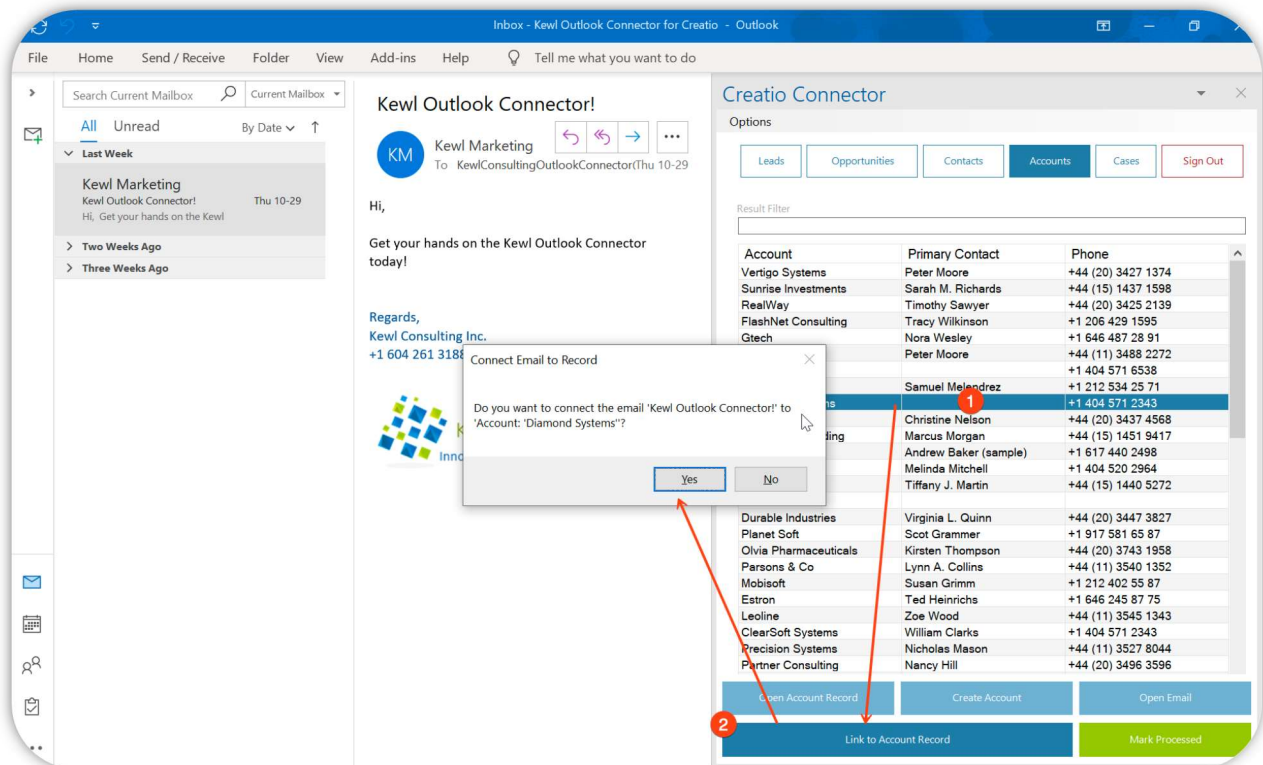 Inbox - Kewl Outlook Connector for Creatio - Outlook
File Home Send / Receive Folder View Add-ins Help Tell me what you want to do
Search Current Mailbox Current Mailbox
All Unread By Date
Last Week
Kewl Marketing
Kewl Outlook Connector! Thu 10-29
Hi, Get your hands on the Kewl
Two Weeks Ago
Three Weeks Ago
Kewl Outlook Connector!
KM
Kewl Marketing
To KewlConsultingOutlookConnector(Thu 10-29
Hi,
Get your hands on the Kewl Outlook Connector
today!
Regards,
Kewl Consulting Inc.
+1 604 261 3188
K
Inno
Connect Email to Record
Do you want to connect the email 'Kewl Outlook Connector!' to
'Account: 'Diamond Systems''?
Yes No
Creatio Connector
Options
Leads Opportunities Contacts Accounts Cases Sign Out
Result Filter
Account Primary Contact Phone
Vertigo Systems Peter Moore +44 (20) 3427 1374
Sunrise Investments Sarah M. Richards +44 (15) 1437 1598
RealWay Timothy Sawyer +44 (20) 3425 2139
FlashNet Consulting Tracy Wilkinson +1 206 429 1595
Gtech Nora Wesley +1 646 487 28 91
Peter Moore +44 (11) 3488 2272
+1 404 571 6538
Samuel Melendrez +1 212 534 25 71
ns 1 +1 404 571 2343
Christine Nelson +44 (20) 3437 4568
ding Marcus Morgan +44 (15) 1451 9417
Andrew Baker (sample) +1 617 440 2498
Melinda Mitchell +1 404 520 2964
Tiffany J. Martin +44 (15) 1440 5272
Durable Industries Virginia L. Quinn +44 (20) 3447 3827
Planet Soft Scot Grammer +1 917 581 65 87
Olvia Pharmaceuticals Kirsten Thompson +44 (20) 3743 1958
Parsons & Co Lynn A. Collins +44 (11) 3540 1352
Mobisoft Susan Grimm +1 212 402 55 87
Estron Ted Heinrichs +1 646 245 87 75
Leoline Zoe Wood +44 (11) 3545 1343
ClearSoft Systems William Clarks +1 404 571 2343
Precision Systems Nicholas Mason +44 (11) 3527 8044
Partner Consulting Nancy Hill +44 (20) 3496 3596
Open Account Record Create Account Open Email
2 Link to Account Record Mark Processed